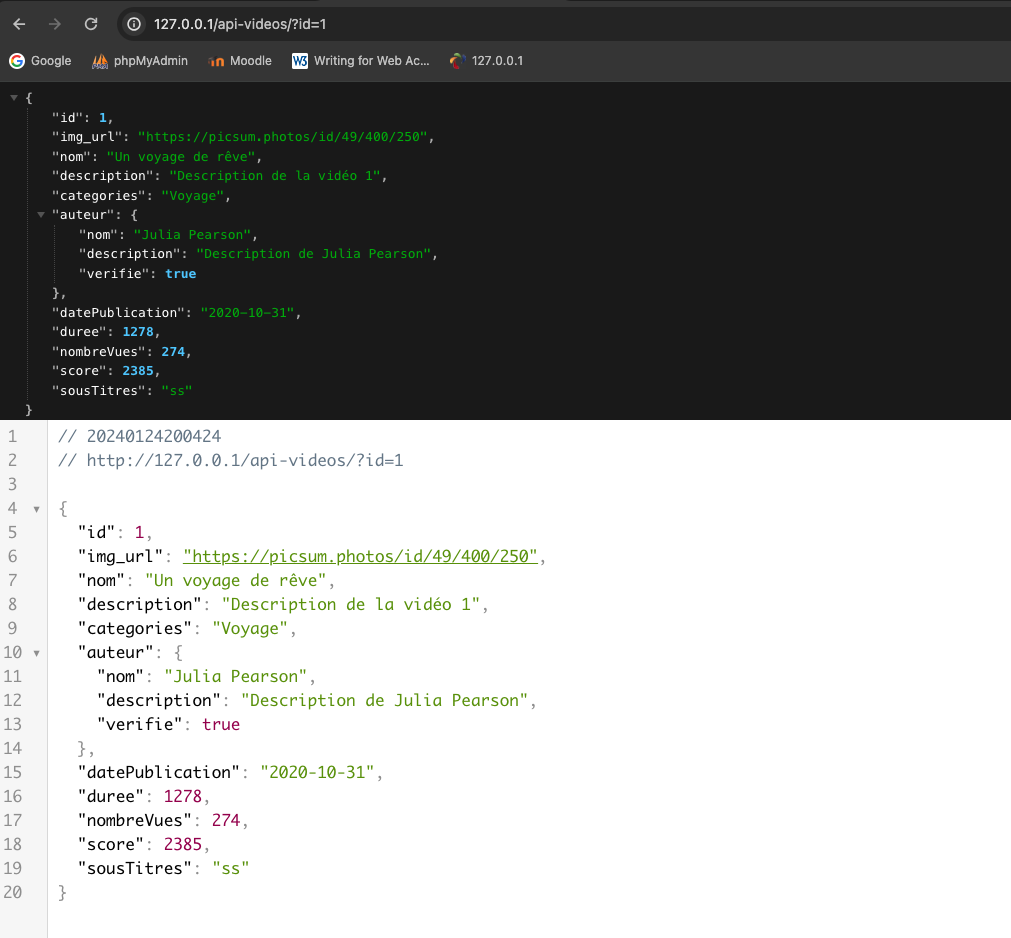 127.0.0.1/api-videos/?id=1
Google phpMyAdmin Moodle W3 Writing for Web Ac... 127.0.0.1
{
"id": 1,
"img_url": "https://picsum.photos/id/49/400/250",
"nom": "Un voyage de rêve",
"description": "Description de la vidéo 1",
"categories": "Voyage",
"auteur": {
"nom": "Julia Pearson",
"description": "Description de Julia Pearson",
"verifie": true
},
"datePublication": "2020-10-31",
"duree": 1278,
"nombreVues": 274,
"score": 2385,
"sousTitres": "ss"
}
1 // 20240124200424
2 // http://127.0.0.1/api-videos/?id=1
3
4 {
5 "id": 1,
6 "img_url": "https://picsum.photos/id/49/400/250",
7 "nom": "Un voyage de rêve",
8 "description": "Description de la vidéo 1",
9 "categories": "Voyage",
10 "auteur": {
11 "nom": "Julia Pearson",
12 "description": "Description de Julia Pearson",
13 "verifie": true
14 },
15 "datePublication": "2020-10-31",
16 "duree": 1278,
17 "nombreVues": 274,
18 "score": 2385,
19 "sousTitres": "ss"
20 }